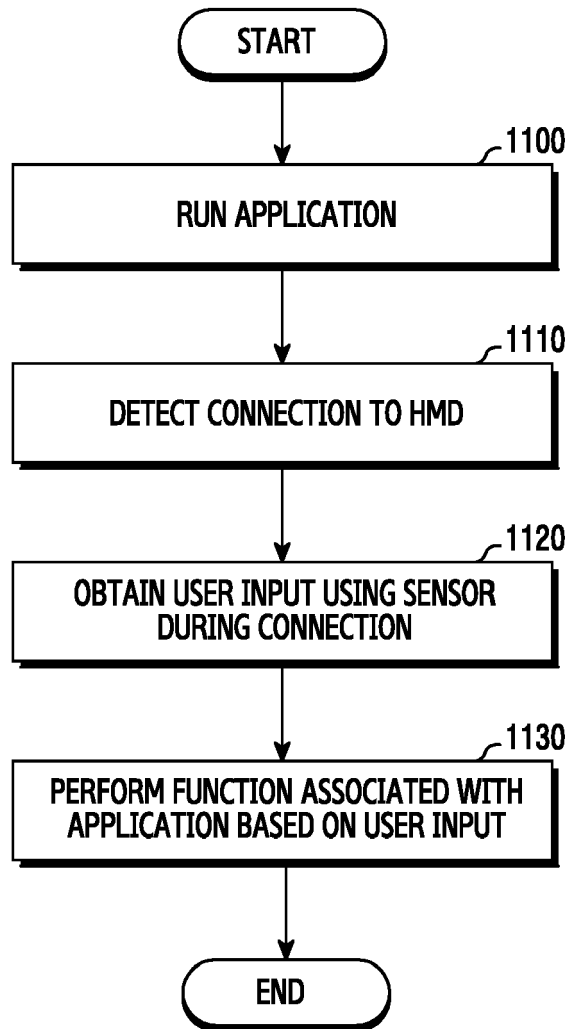 START
1100
RUN APPLICATION
1110
DETECT CONNECTION TO HMD
1120
OBTAIN USER INPUT USING SENSOR
DURING CONNECTION
1130
PERFORM FUNCTION ASSOCIATED WITH
APPLICATION BASED ON USER INPUT
END